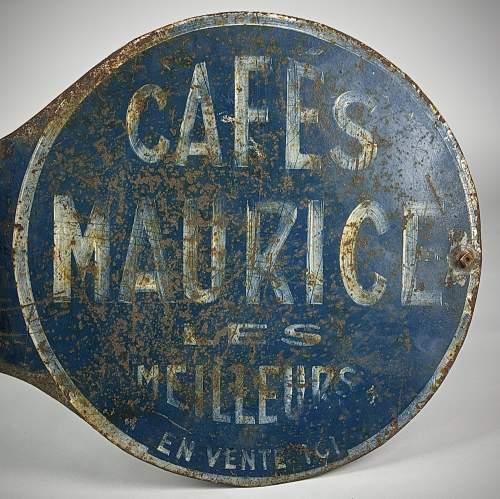 CAFÉS
MAURICE
LES
MEILLEURS
EN VENTE ICI